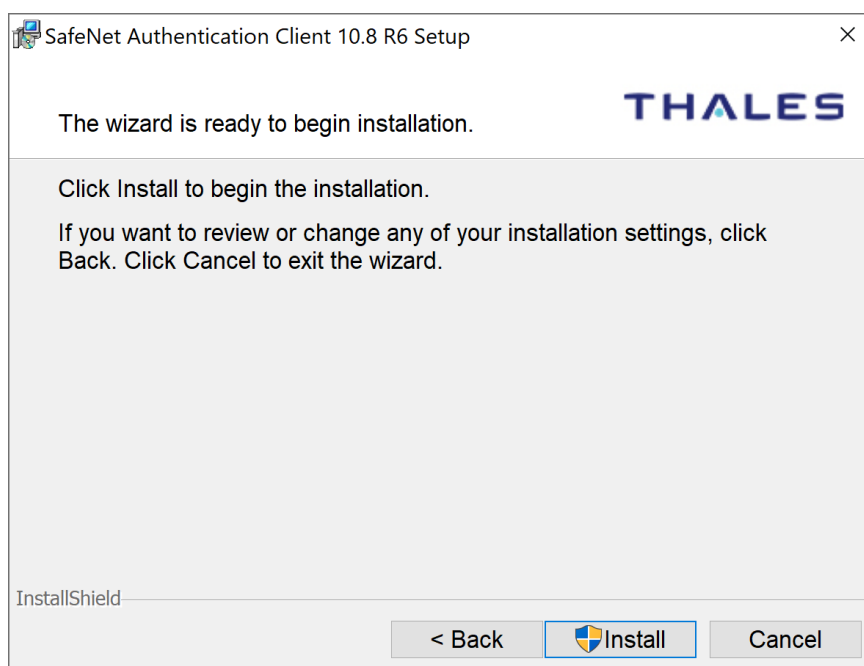 SafeNet Authentication Client 10.8 R6 Setup
THALES
The wizard is ready to begin installation.
Click Install to begin the installation.
If you want to review or change any of your installation settings, click
Back. Click Cancel to exit the wizard.
InstallShield
< Back
Install
Cancel